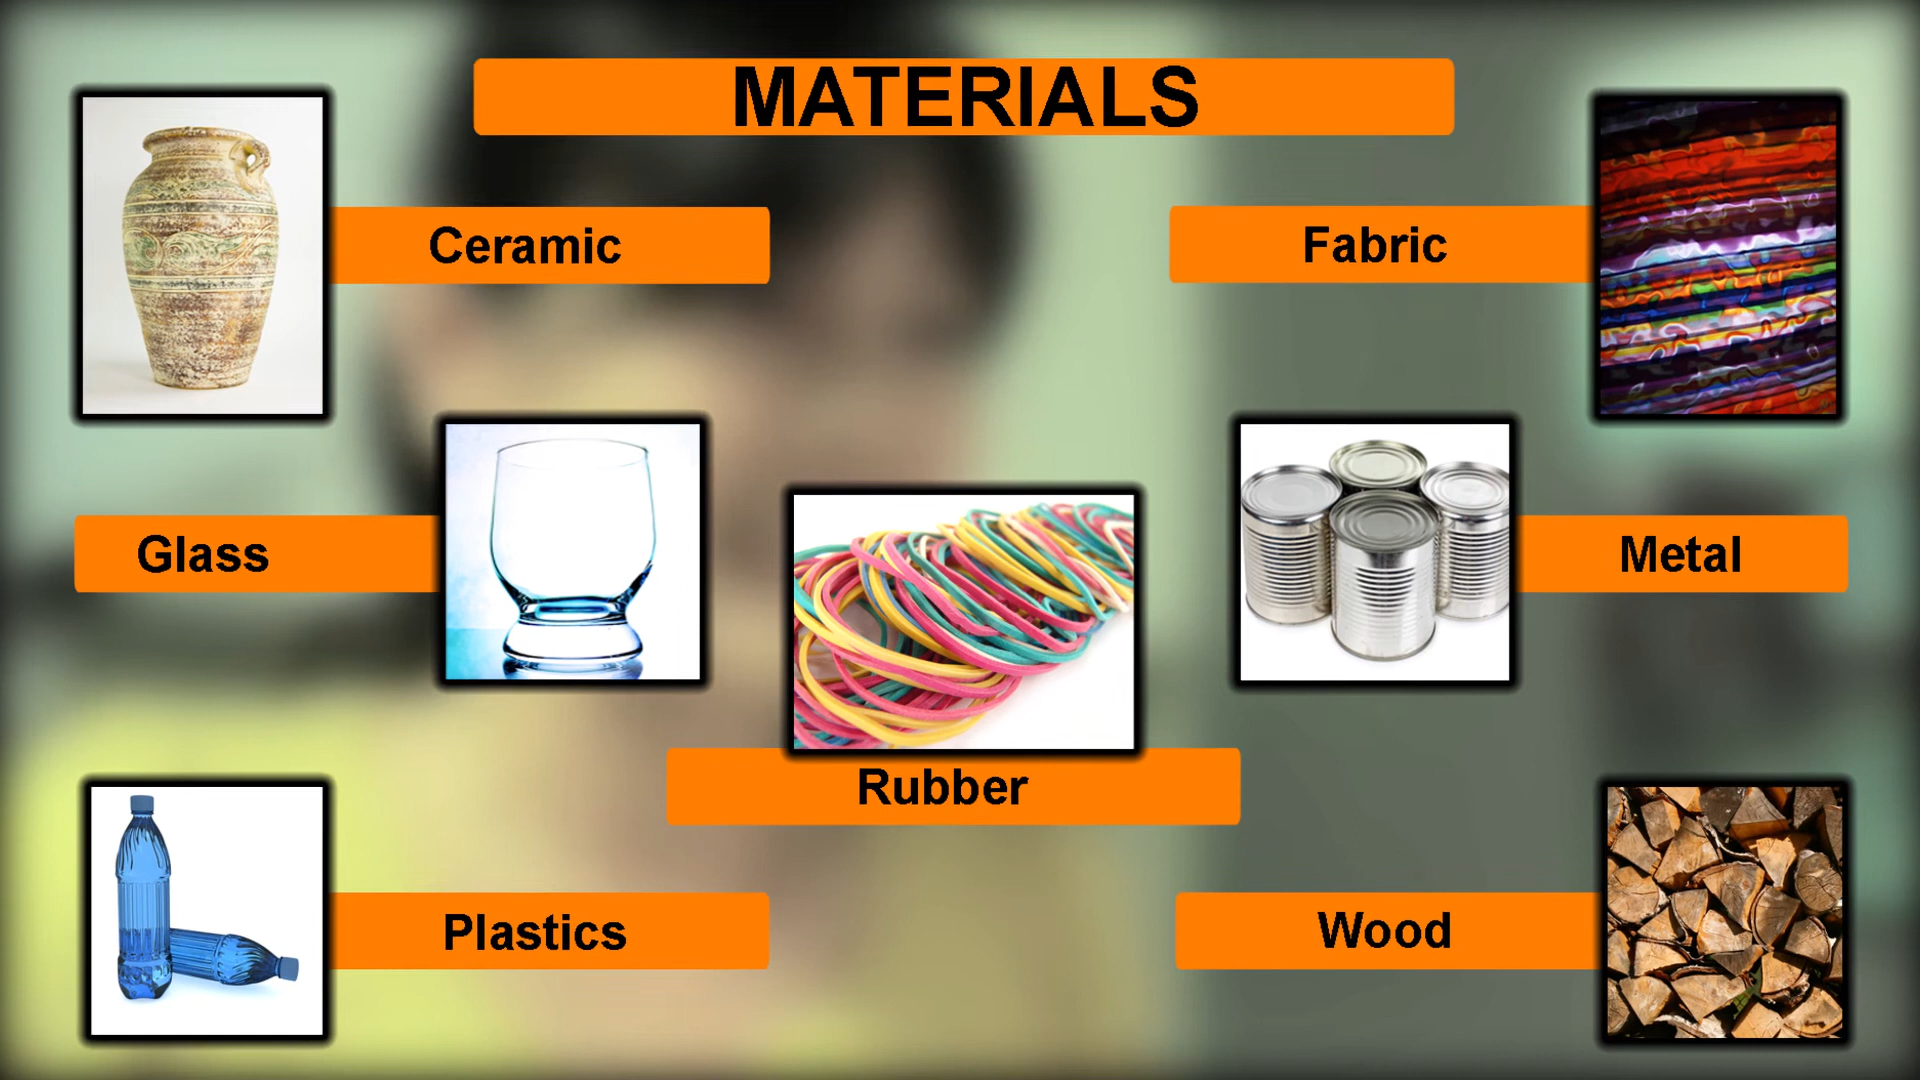 MATERIALS
Ceramic
Fabric
Glass
Metal
Rubber
Plastics
Wood